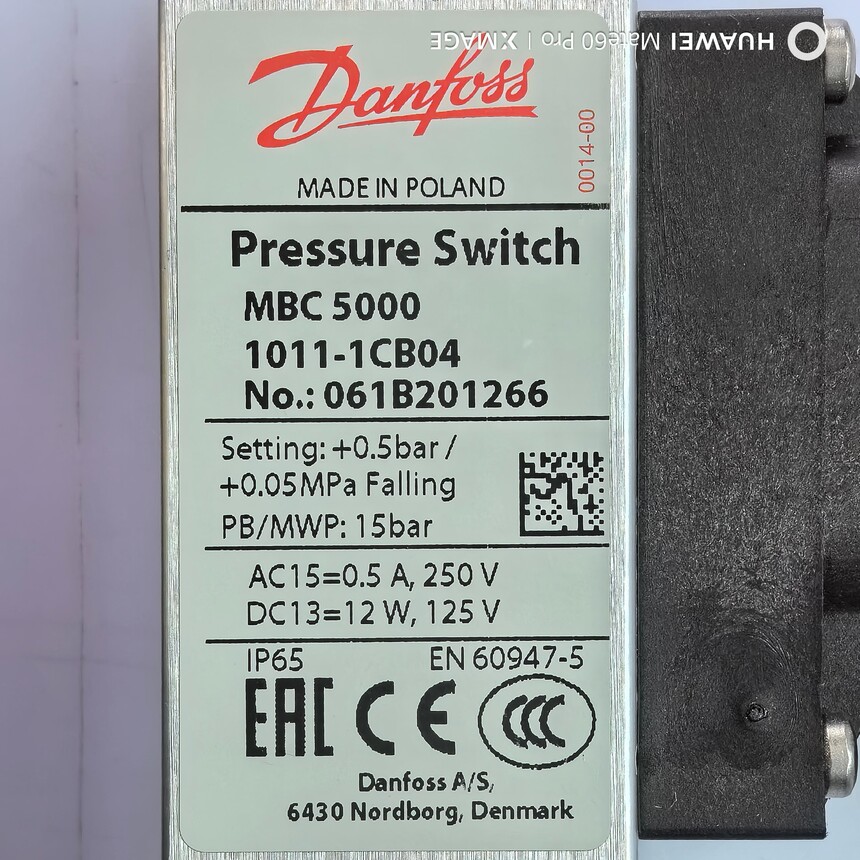 HUAWEI Mate60 Pro | XMAGE
Danfoss
0014-00
MADE IN POLAND
Pressure Switch
MBC 5000
1011-1CB04
No.: 061B201266
Setting: +0.5bar /
+0.05MPa Falling
PB/MWP: 15bar
AC15=0.5 A, 250 V
DC13=12 W, 125 V
IP65 EN 60947-5
EAC CE CCC
Danfoss A/S,
6430 Nordborg, Denmark